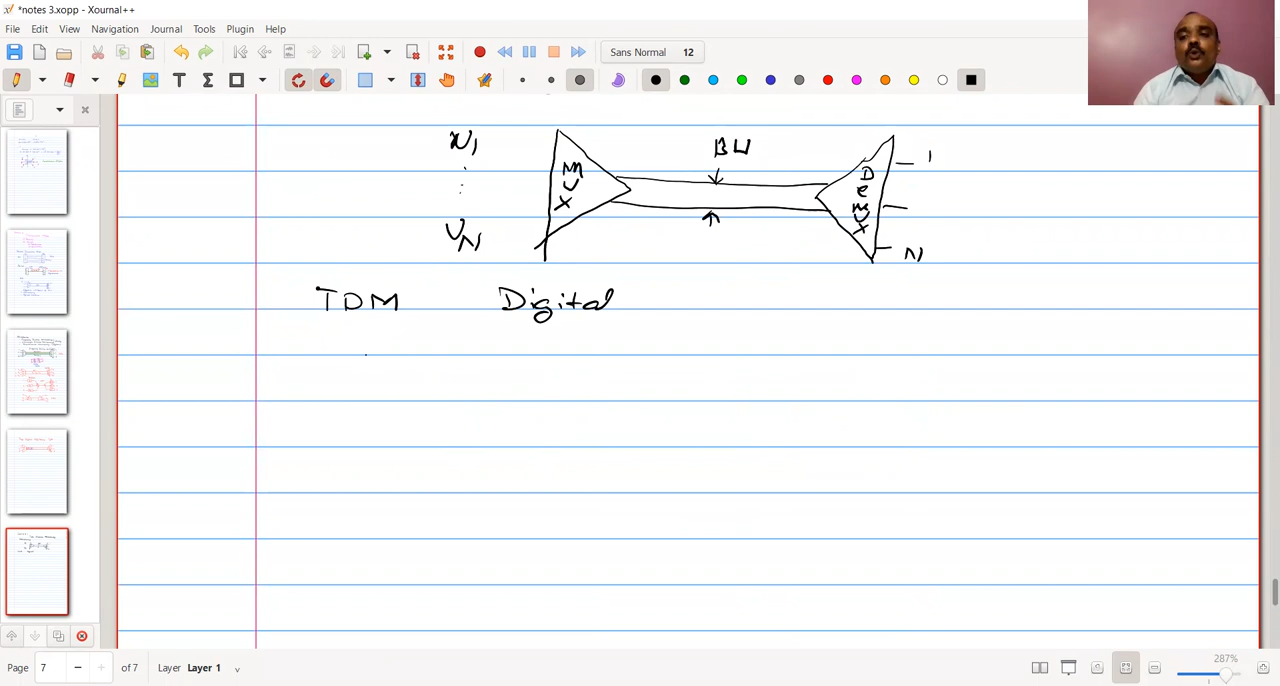 *notes 3.xopp - Xournal++
File Edit View Navigation Journal Tools Plugin Help
Sans Normal 12
BW
MUX
DeMUX
1
N
TDM Digital
Page 7 of 7 Layer Layer 1
287%